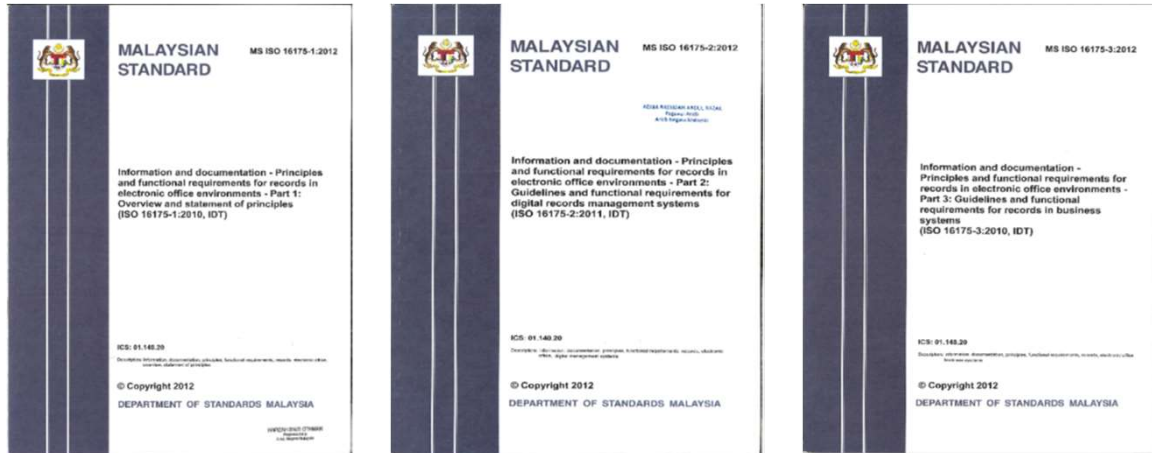 MALAYSIAN
STANDARD
MS ISO 16175-1:2012
Information and documentation - Principles
and functional requirements for records in
electronic office environments - Part 1:
Overview and statement of principles
(ISO 16175-1:2010, IDT)
ICS: 01.140.20
© Copyright 2012
DEPARTMENT OF STANDARDS MALAYSIA
MALAYSIAN
STANDARD
MS ISO 16175-2:2012
Information and documentation - Principles
and functional requirements for records in
electronic office environments - Part 2:
Guidelines and functional requirements for
digital records management systems
(ISO 16175-2:2011, IDT)
ICS: 01.140.20
© Copyright 2012
DEPARTMENT OF STANDARDS MALAYSIA
MALAYSIAN
STANDARD
MS ISO 16175-3:2012
Information and documentation -
Principles and functional requirements for
records in electronic office environments -
Part 3: Guidelines and functional
requirements for records in business
systems
(ISO 16175-3:2010, IDT)
ICS: 01.140.20
© Copyright 2012
DEPARTMENT OF STANDARDS MALAYSIA